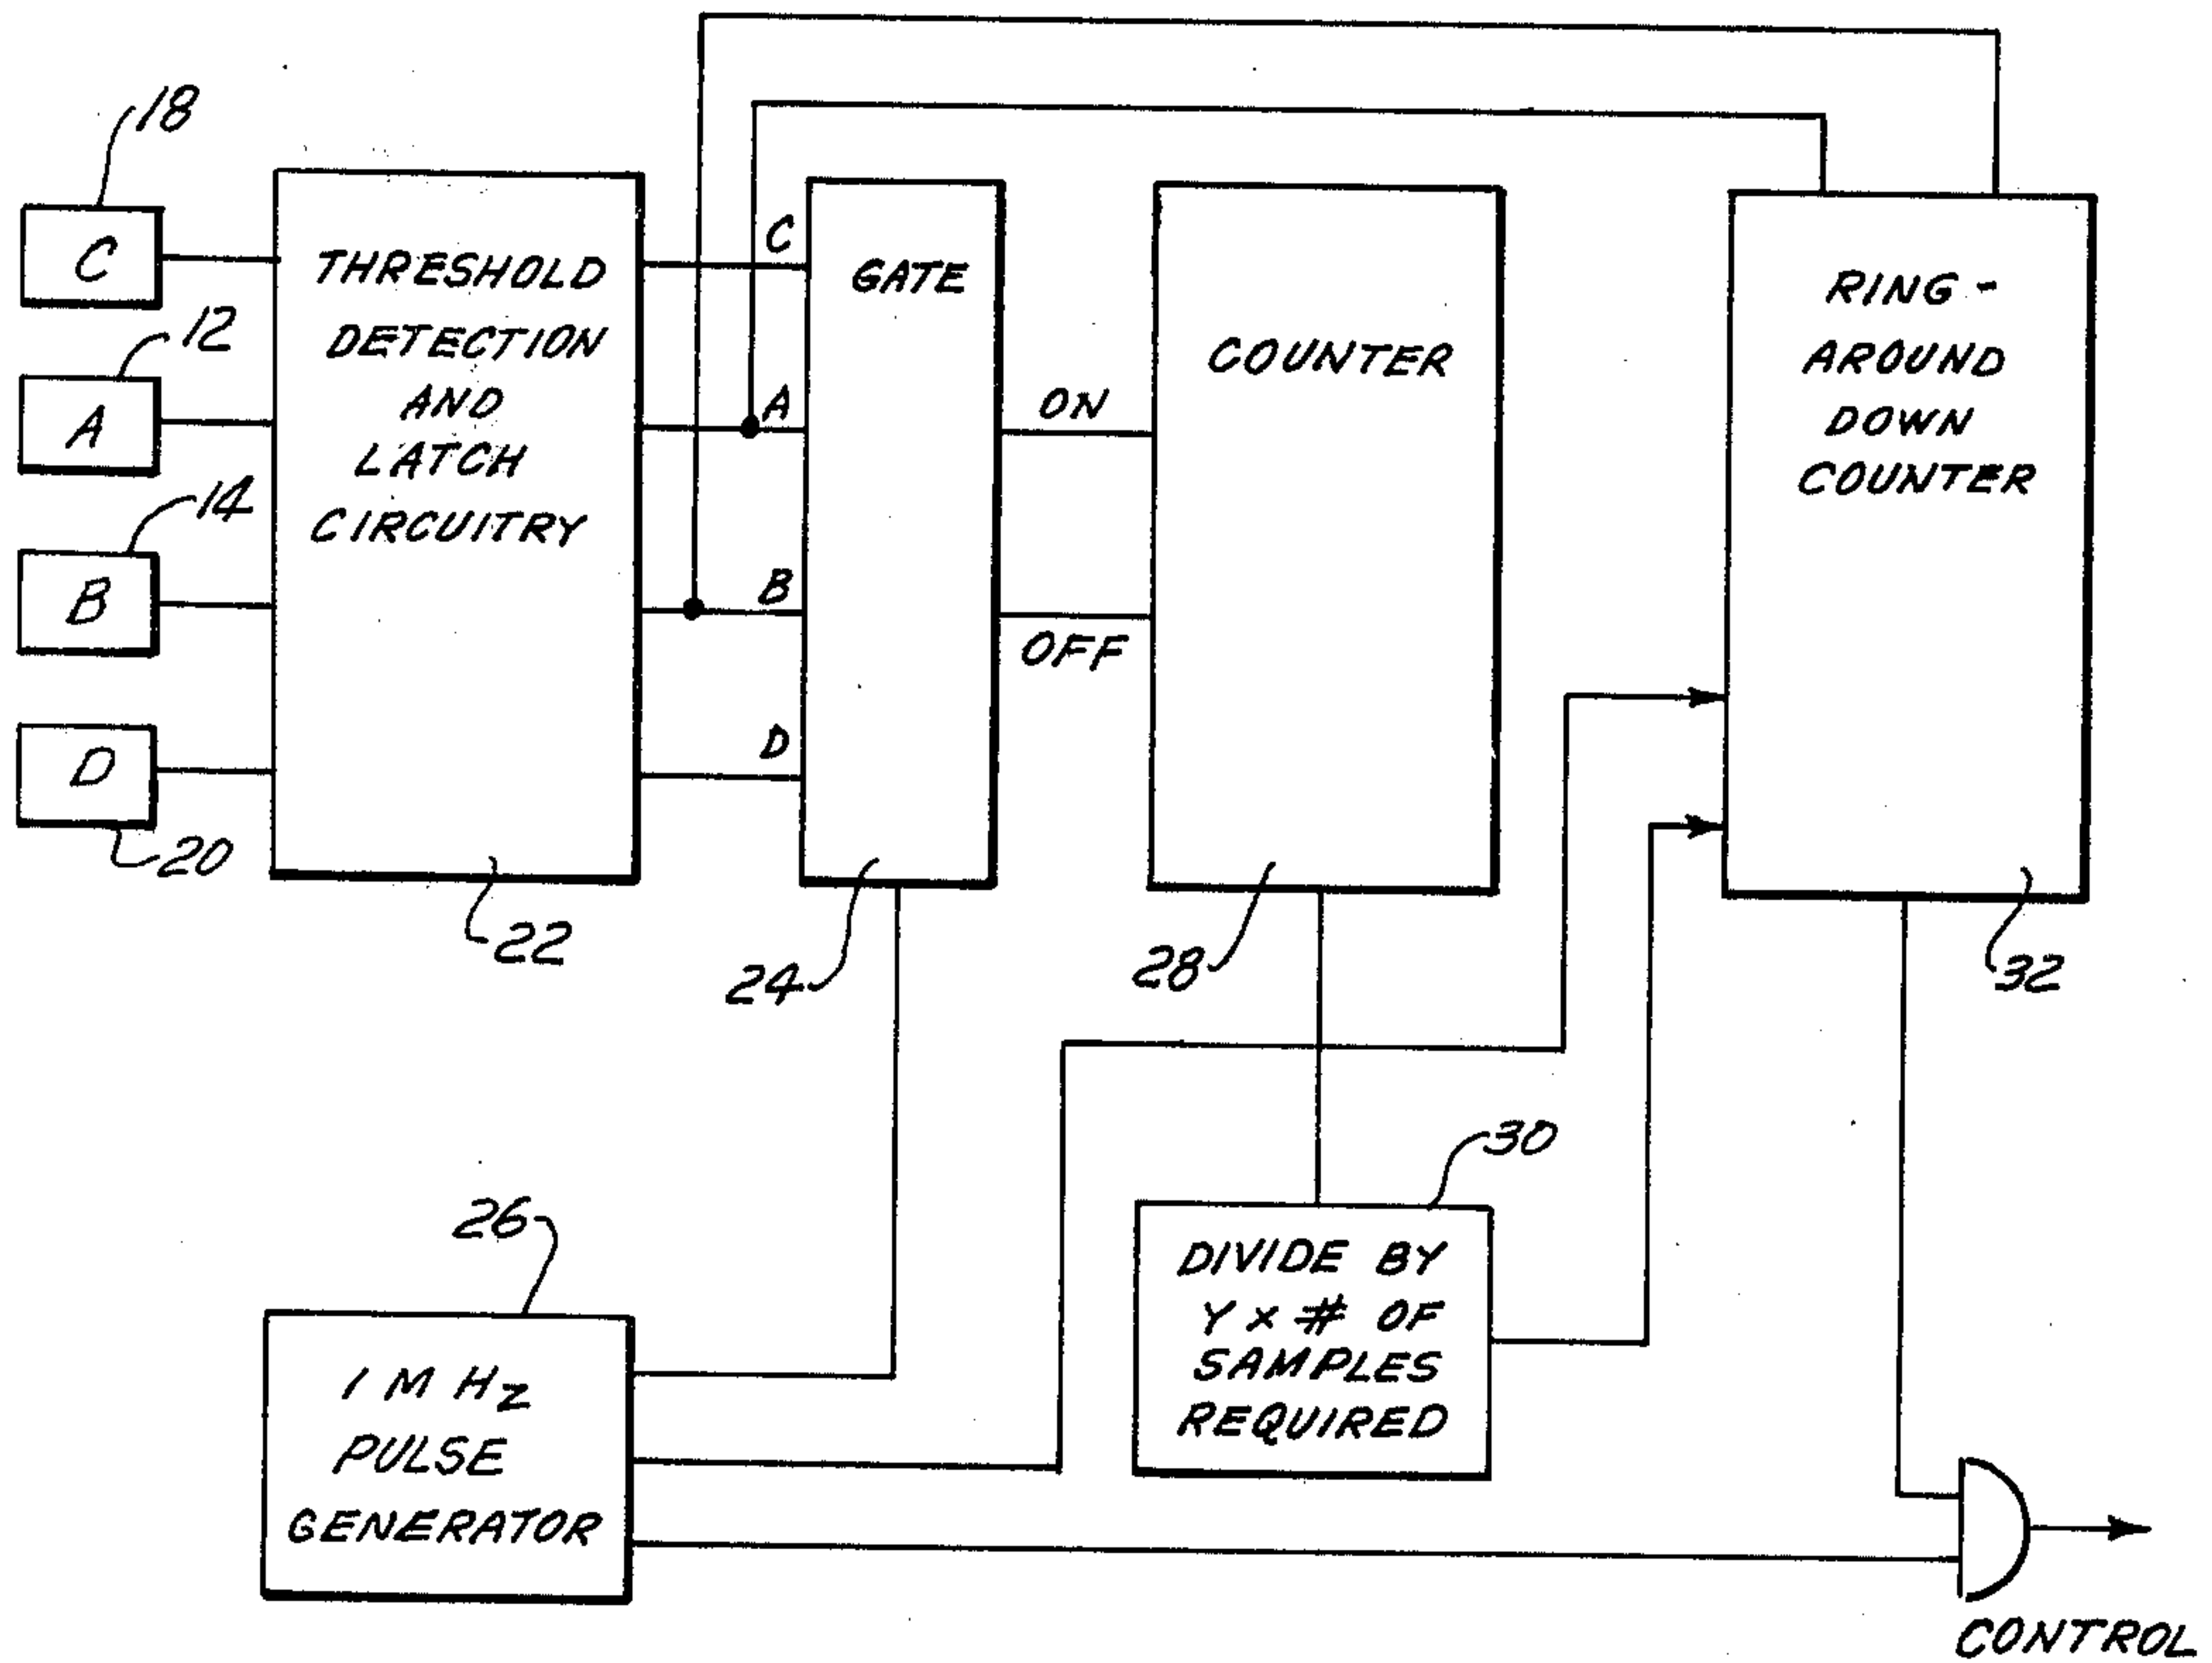 18
C
12
A
14
B
D
20
THRESHOLD
DETECTION
AND
LATCH
CIRCUITRY
22
C
A
B
D
GATE
24
ON
OFF
COUNTER
28
RING-
AROUND
DOWN
COUNTER
32
26
1 MHz
PULSE
GENERATOR
30
DIVIDE BY
Y x # OF
SAMPLES
REQUIRED
CONTROL